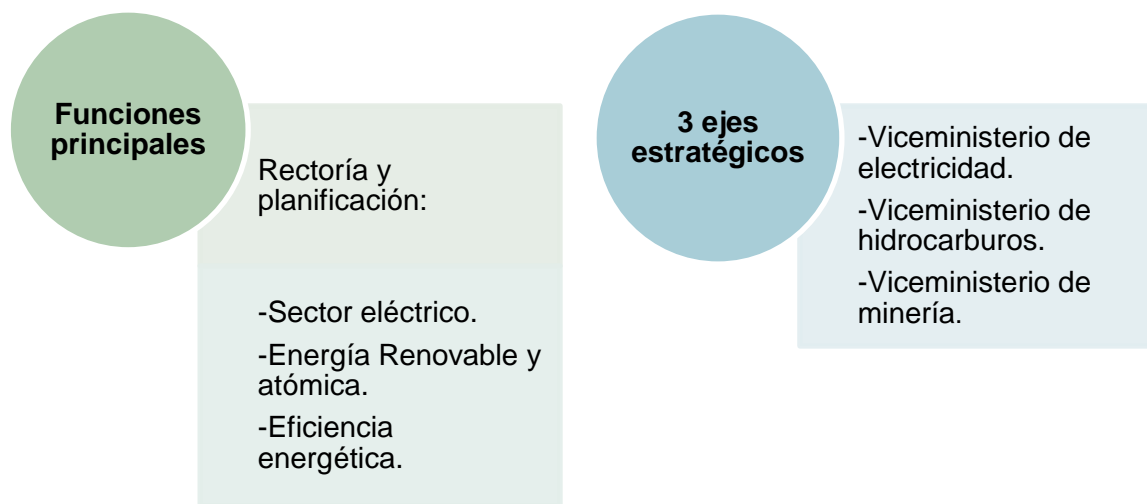 Funciones
principales
Rectoría y
planificación:
-Sector eléctrico.
-Energía Renovable y
atómica.
-Eficiencia
energética.
3 ejes
estratégicos
-Viceministerio de
electricidad.
-Viceministerio de
hidrocarburos.
-Viceministerio de
minería.